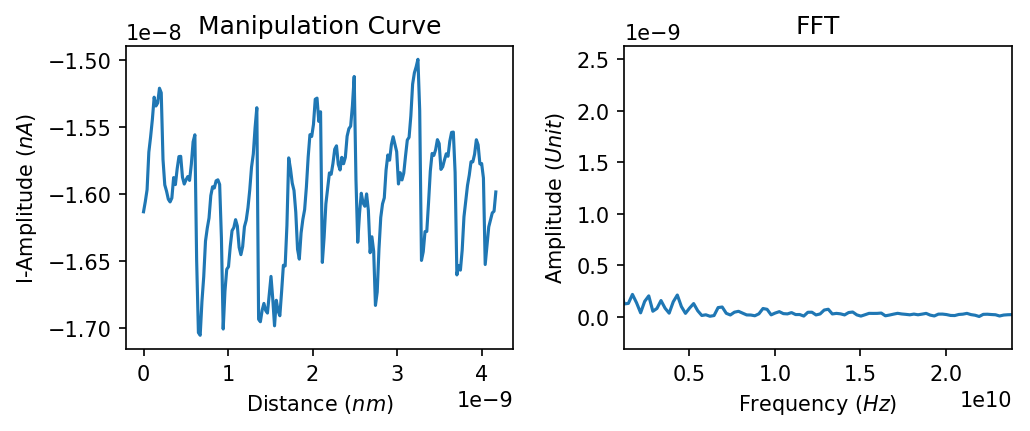 Manipulation Curve
1e−8
−1.50
−1.55
−1.60
−1.65
−1.70
I-Amplitude (nA)
0 1 2 3 4
1e−9
Distance (nm)
FFT
1e−9
2.5
2.0
1.5
1.0
0.5
0.0
Amplitude (Unit)
0.5 1.0 1.5 2.0
1e10
Frequency (Hz)